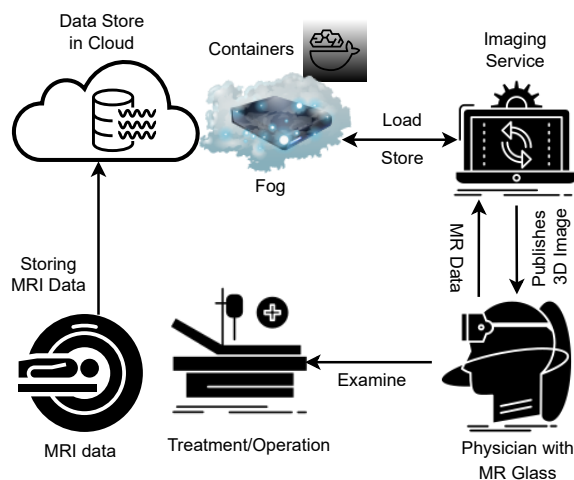 Data Store
in Cloud
Containers
Imaging
Service
Load
Store
Fog
Storing
MRI Data
MR Data
Publishes
3D Image
Examine
MRI data
Treatment/Operation
Physician with
MR Glass